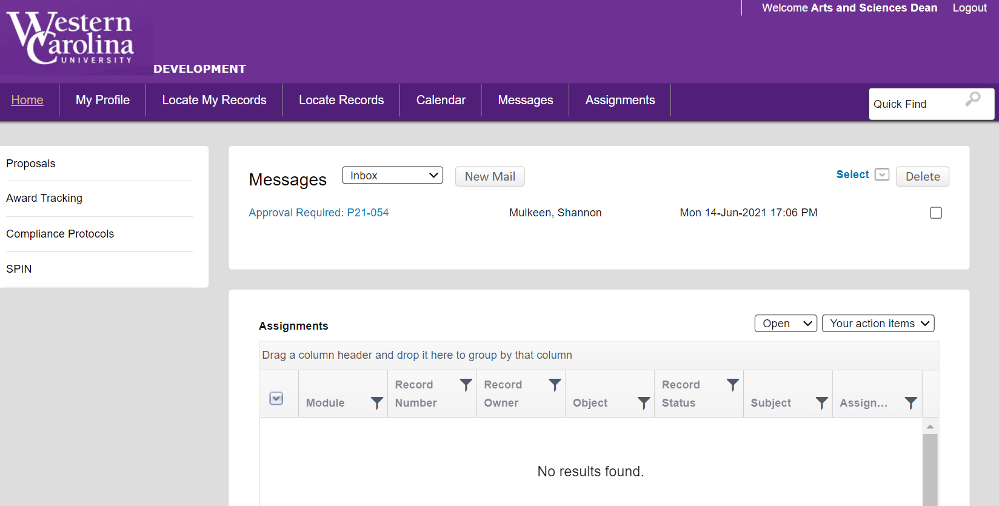 Western
Carolina
UNIVERSITY
DEVELOPMENT
Welcome Arts and Sciences Dean
Logout
Home
My Profile
Locate My Records
Locate Records
Calendar
Messages
Assignments
Quick Find
Proposals
Award Tracking
Compliance Protocols
SPIN
Messages
Inbox
New Mail
Select
Delete
Approval Required: P21-054
Mulkeen, Shannon
Mon 14-Jun-2021 17:06 PM
Assignments
Open
Your action items
Drag a column header and drop it here to group by that column
Module
Record
Number
Record
Owner
Object
Record
Status
Subject
Assign...
No results found.